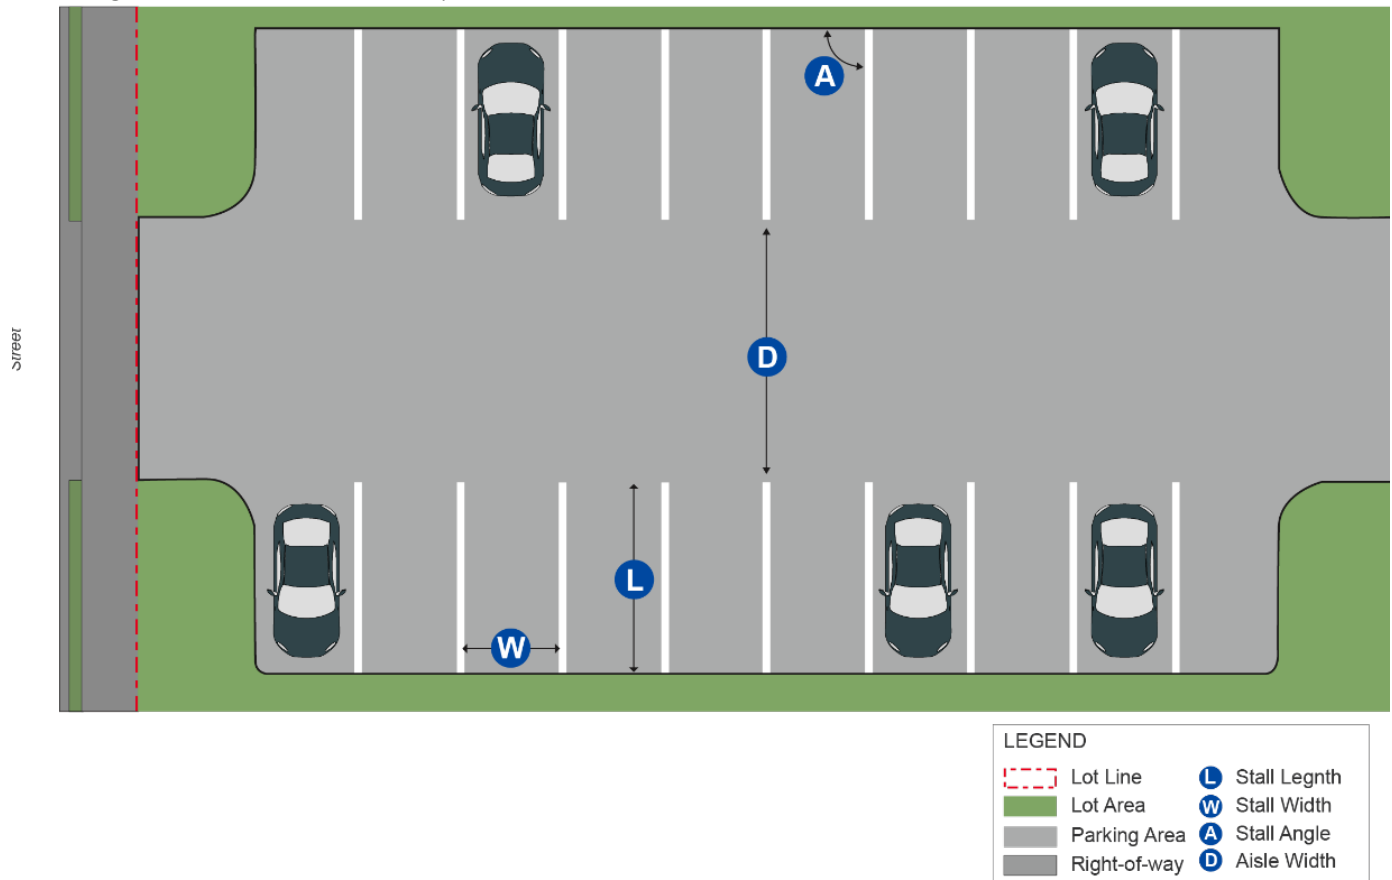 A
Street
D
L
W
LEGEND
Lot Line
L Stall Legnth
Lot Area
W Stall Width
Parking Area
A Stall Angle
Right-of-way
D Aisle Width